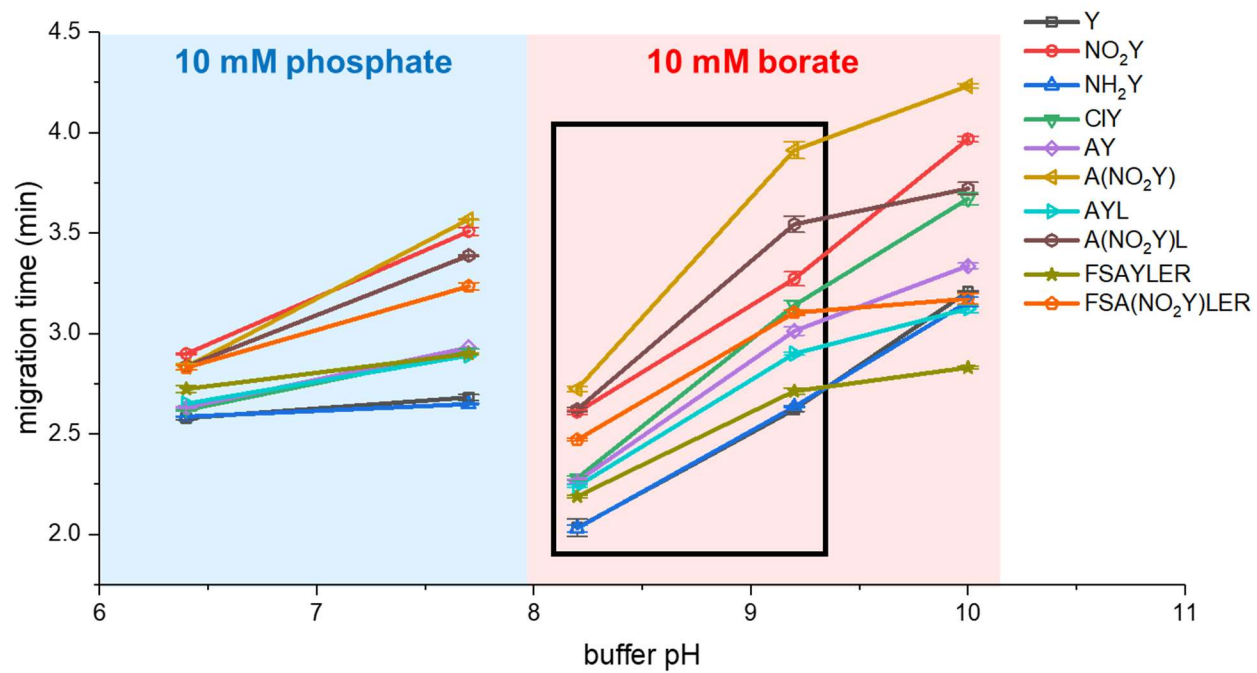 10 mM phosphate
10 mM borate
4.5
4.0
3.5
3.0
2.5
2.0
migration time (min)
6
7
8
9
10
11
buffer pH
Y
NO₂Y
NH₂Y
ClY
AY
A(NO₂Y)
AYL
A(NO₂Y)L
FSAYLER
FSA(NO₂Y)LER